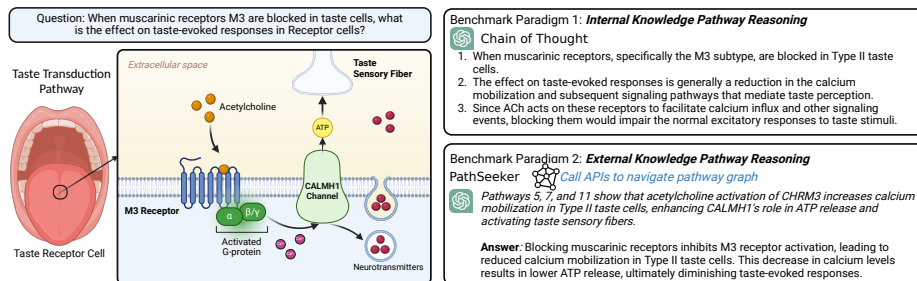 Question: When muscarinic receptors M3 are blocked in taste cells, what
is the effect on taste-evoked responses in Receptor cells?
Taste Transduction
Pathway
Taste Receptor Cell
Extracellular space
Taste
Sensory Fiber
Acetylcholine
ATP
CALMH1
Channel
M3 Receptor
α
β/γ
Activated
G-protein
Ca²⁺
Ca²⁺
Ca²⁺
Neurotransmitters
Benchmark Paradigm 1: Internal Knowledge Pathway Reasoning
Chain of Thought
1. When muscarinic receptors, specifically the M3 subtype, are blocked in Type II taste
cells.
2. The effect on taste-evoked responses is generally a reduction in the calcium
mobilization and subsequent signaling pathways that mediate taste perception.
3. Since ACh acts on these receptors to facilitate calcium influx and other signaling
events, blocking them would impair the normal excitatory responses to taste stimuli.
Benchmark Paradigm 2: External Knowledge Pathway Reasoning
PathSeeker Call APIs to navigate pathway graph
Pathways 5, 7, and 11 show that acetylcholine activation of CHRM3 increases calcium
mobilization in Type II taste cells, enhancing CALMH1's role in ATP release and
activating taste sensory fibers.
Answer: Blocking muscarinic receptors inhibits M3 receptor activation, leading to
reduced calcium mobilization in Type II taste cells. This decrease in calcium levels
results in lower ATP release, ultimately diminishing taste-evoked responses.